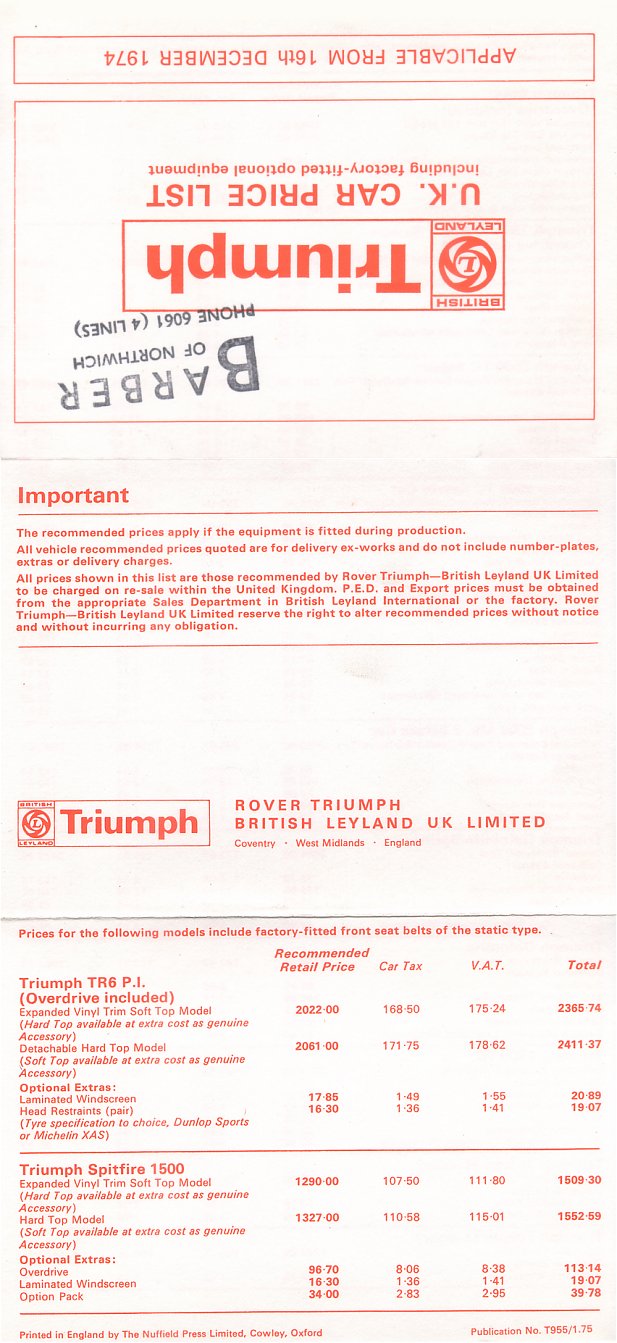 APPLICABLE FROM 16th DECEMBER 1974
BARBER
OF NORTHWICH
PHONE 6061 (4 LINES)
BRITISH
L
LEYLAND
Triumph
U.K. CAR PRICE LIST
including factory-fitted optional equipment
Important
The recommended prices apply if the equipment is fitted during production.
All vehicle recommended prices quoted are for delivery ex-works and do not include number-plates,
extras or delivery charges.
All prices shown in this list are those recommended by Rover Triumph—British Leyland UK Limited
to be charged on re-sale within the United Kingdom. P.E.D. and Export prices must be obtained
from the appropriate Sales Department in British Leyland International or the factory. Rover
Triumph—British Leyland UK Limited reserve the right to alter recommended prices without notice
and without incurring any obligation.
BRITISH
L
LEYLAND
Triumph
ROVER TRIUMPH
BRITISH LEYLAND UK LIMITED
Coventry · West Midlands · England
Prices for the following models include factory-fitted front seat belts of the static type.
Recommended
Retail Price Car Tax V.A.T. Total
Triumph TR6 P.I.
(Overdrive included)
Expanded Vinyl Trim Soft Top Model 2022·00 168·50 175·24 2365·74
(Hard Top available at extra cost as genuine
Accessory)
Detachable Hard Top Model 2061·00 171·75 178·62 2411·37
(Soft Top available at extra cost as genuine
Accessory)
Optional Extras:
Laminated Windscreen 17·85 1·49 1·55 20·89
Head Restraints (pair) 16·30 1·36 1·41 19·07
(Tyre specification to choice, Dunlop Sports
or Michelin XAS)
Triumph Spitfire 1500
Expanded Vinyl Trim Soft Top Model 1290·00 107·50 111·80 1509·30
(Hard Top available at extra cost as genuine
Accessory)
Hard Top Model 1327·00 110·58 115·01 1552·59
(Soft Top available at extra cost as genuine
Accessory)
Optional Extras:
Overdrive 96·70 8·06 8·38 113·14
Laminated Windscreen 16·30 1·36 1·41 19·07
Option Pack 34·00 2·83 2·95 39·78
Printed in England by The Nuffield Press Limited, Cowley, Oxford Publication No. T955/1.75